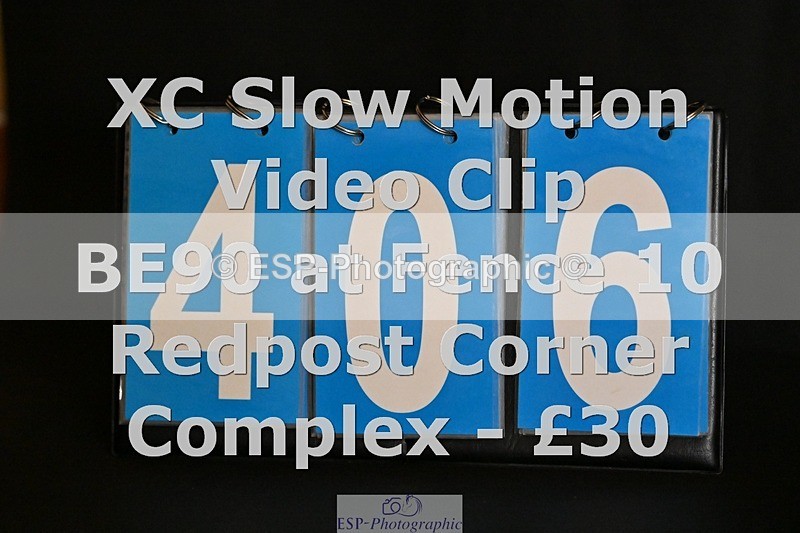 XC Slow Motion
Video Clip
BE90 at Fence 10
© ESP-Photographic ©
Redpost Corner
Complex - £30
406
ESP-Photographic